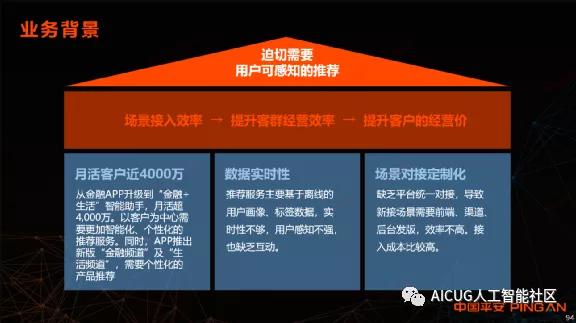 业务背景
迫切需要
用户可感知的推荐
场景接入效率 → 提升客群经营效率 → 提升客户的经营价
月活客户近4000万
从金融APP升级到“金融+
生活”智能助手，月活超
4,000万。以客户为中心需
要更加智能化、个性化的
推荐服务。同时，APP推出
新版“金融频道”及“生
活频道”，需要个性化的
产品推荐
数据实时性
推荐服务主要基于离线的
用户画像、标签数据，实
时性不够，用户感知不强，
也缺乏互动。
场景对接定制化
缺乏平台统一对接，导致
新接场景需要前端、渠道、
后台发版，效率不高。接
入成本比较高。
AICUG人工智能社区
中国平安 PING AN
94